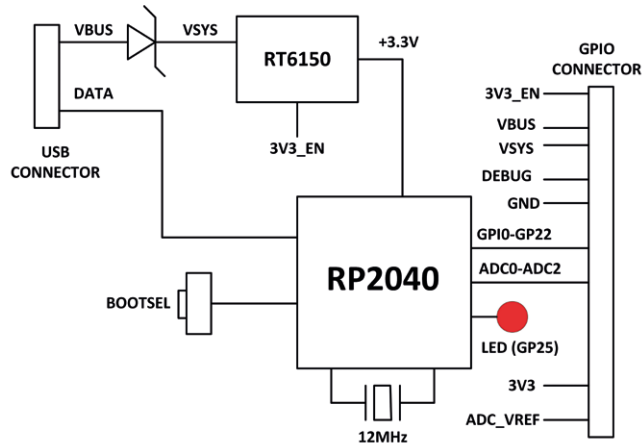 VBUS
VSYS
RT6150
+3.3V
GPIO
CONNECTOR
DATA
3V3_EN
3V3_EN
VBUS
VSYS
USB
CONNECTOR
DEBUG
GND
GPI0-GP22
RP2040
ADC0-ADC2
BOOTSEL
LED (GP25)
3V3
ADC_VREF
12MHz